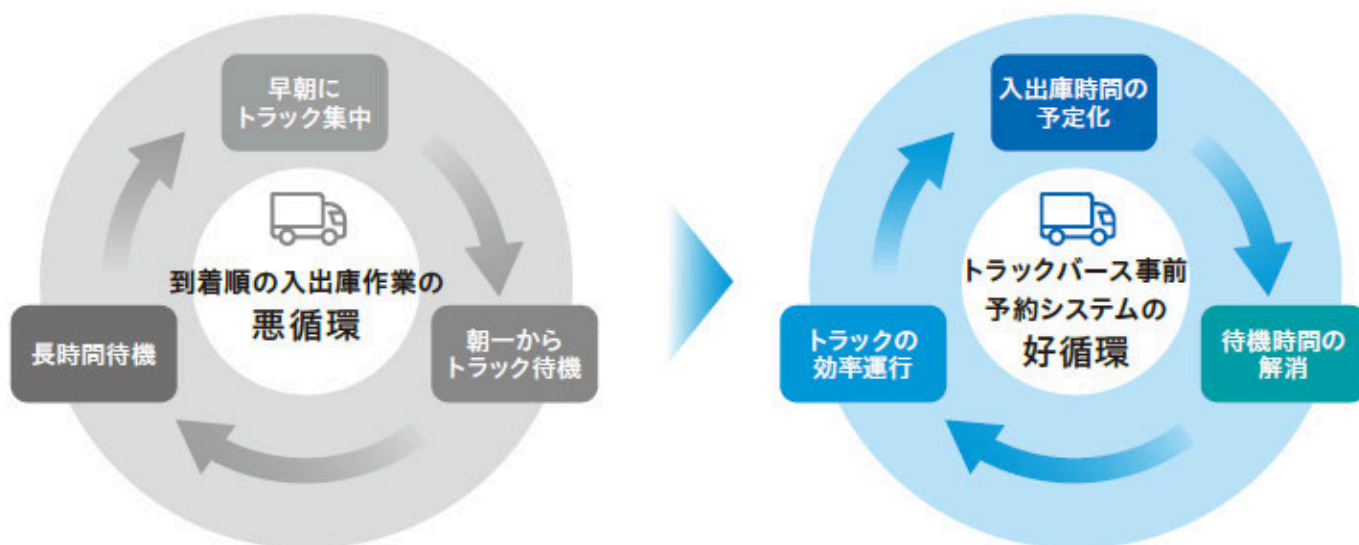 早朝に
トラック集中
到着順の入出庫作業の
悪循環
長時間待機
朝一から
トラック待機
入出庫時間の
予定化
トラックバース事前
予約システムの
好循環
トラックの
効率運行
待機時間の
解消